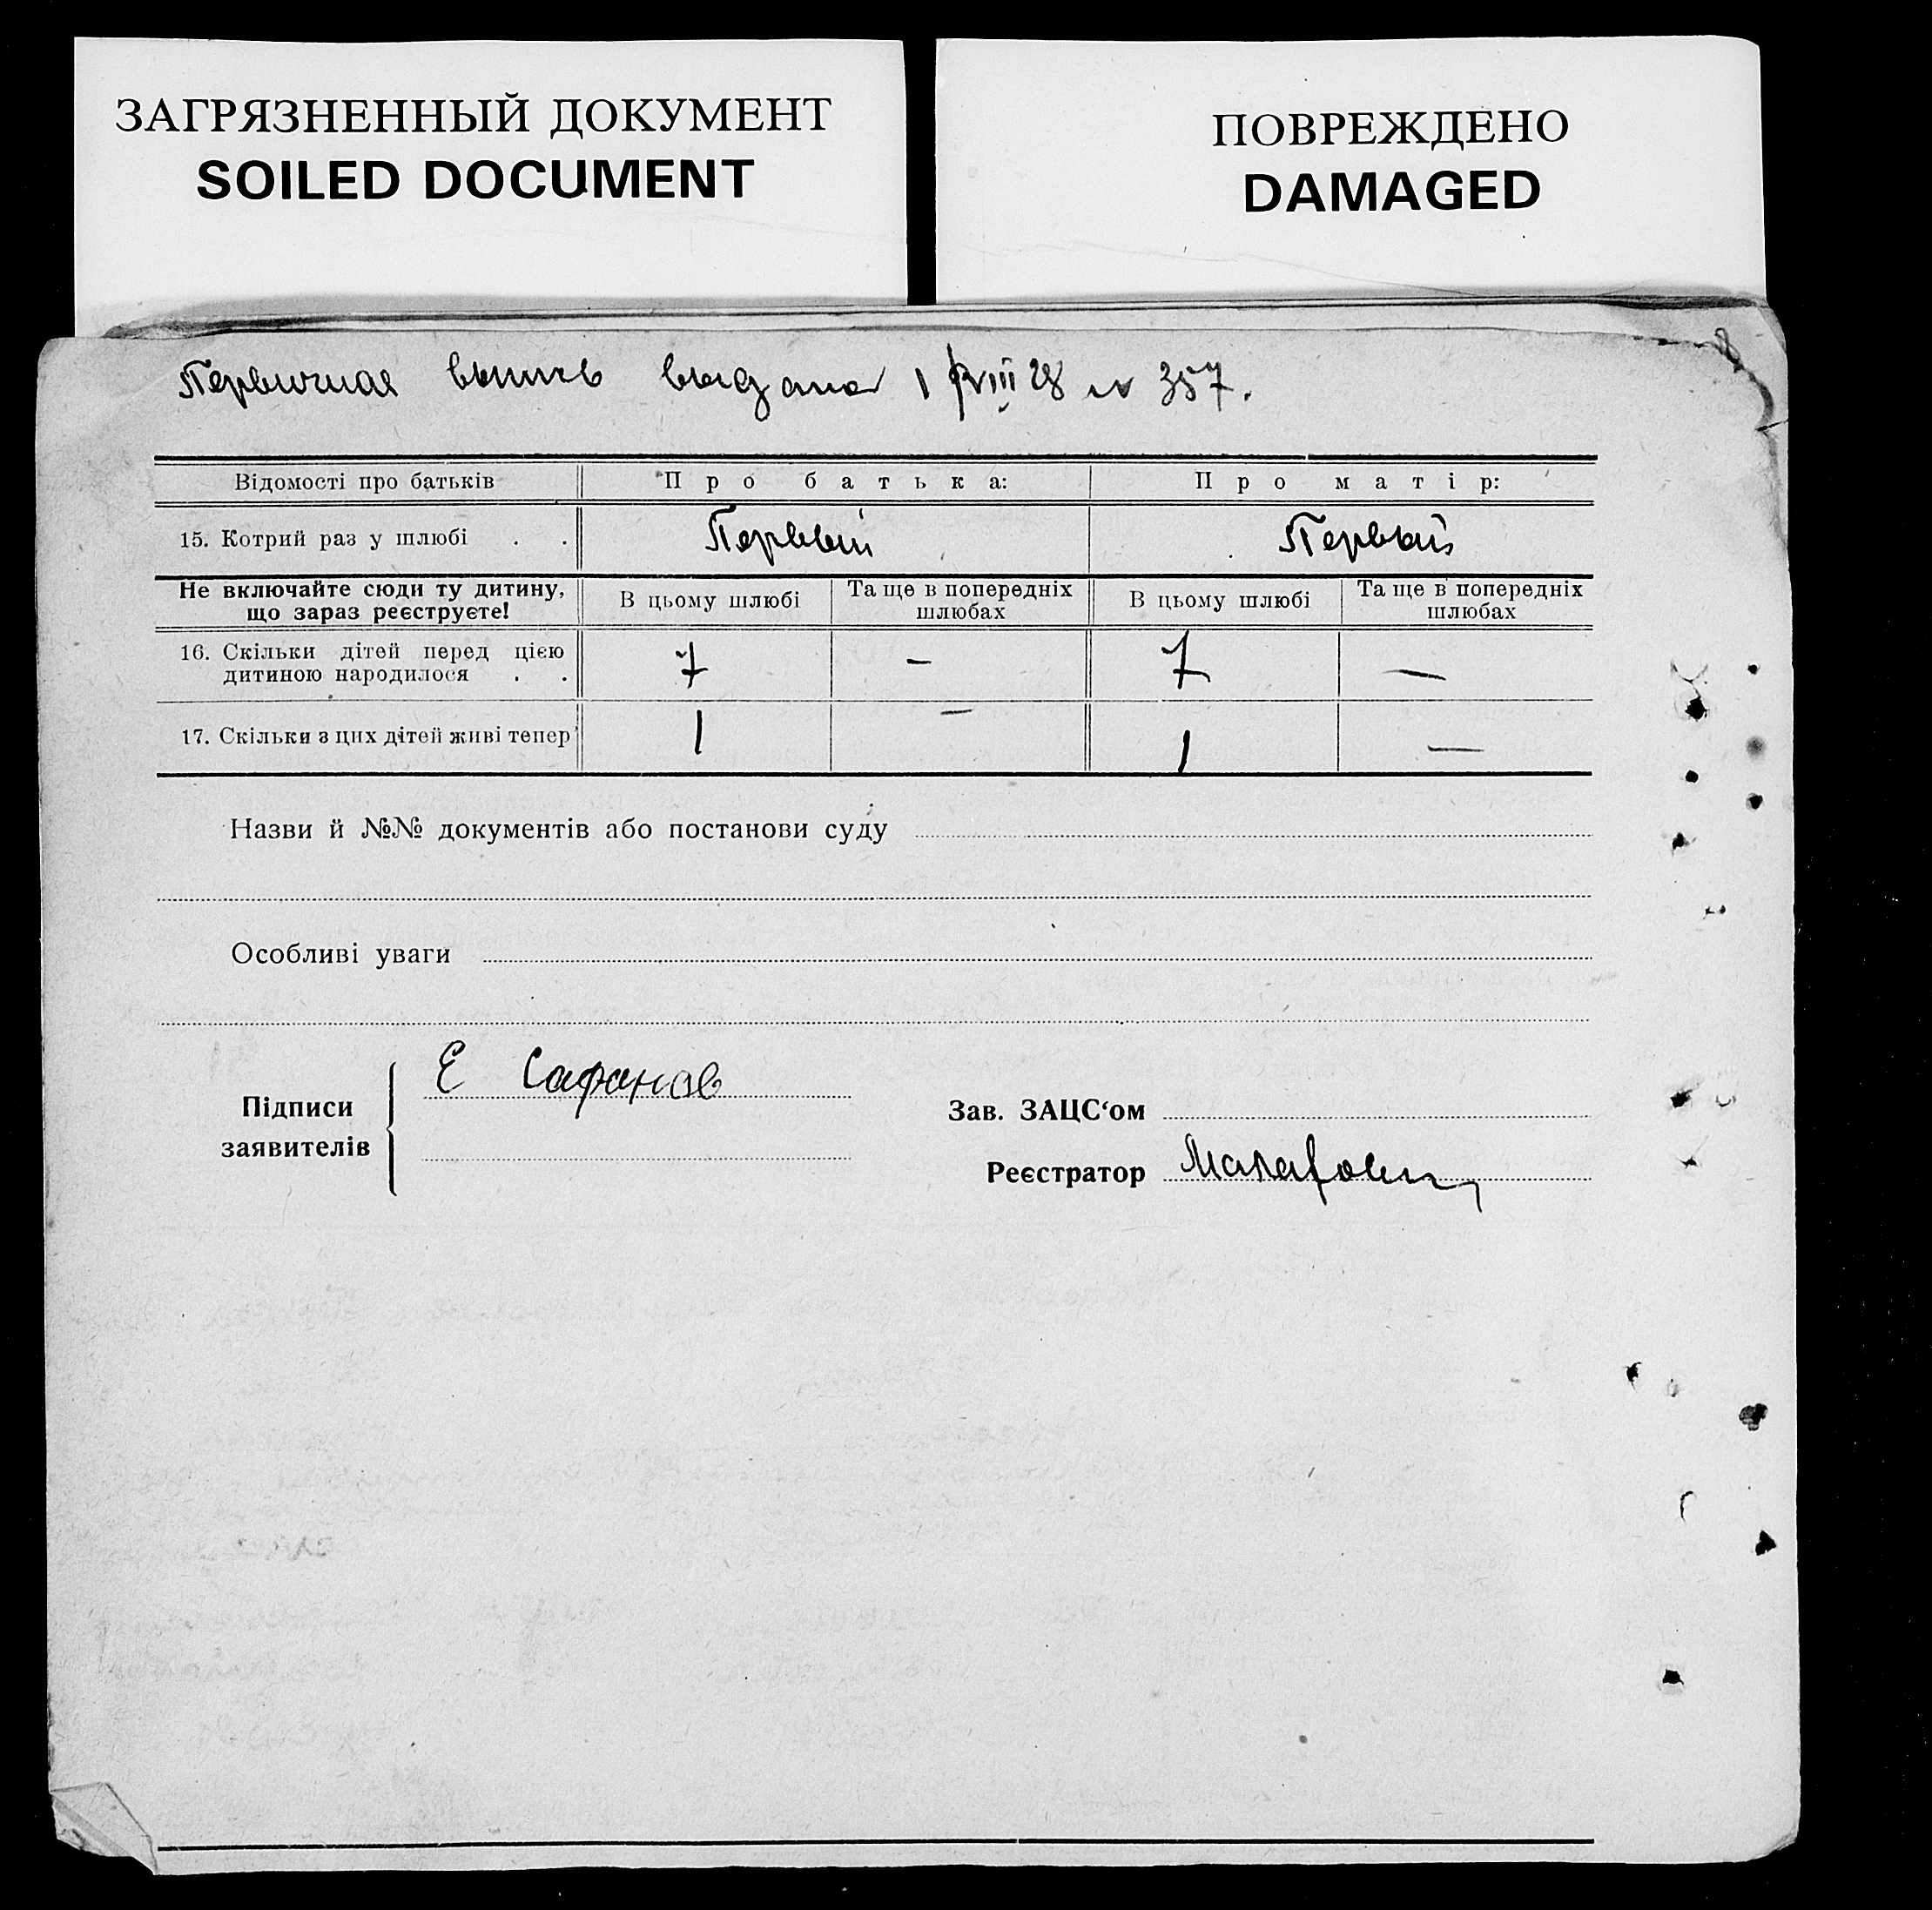 ЗАГРЯЗНЕННЫЙ ДОКУМЕНТ
SOILED DOCUMENT
ПОВРЕЖДЕНО
DAMAGED
Первичная выпись выдана 1 VIII 28 № 357.
Відомості про батьків Про батька: Про матір:
15. Котрий раз у шлюбі . . Первый Первый
Не включайте сюди ту дитину, що зараз реєструєте! В цьому шлюбі Та ще в попередніх шлюбах В цьому шлюбі Та ще в попередніх шлюбах
16. Скільки дітей перед цією дитиною народилося . . 7 – 7 —
17. Скільки з цих дітей живі тепер 1 — 1 —
Назви й №№ документів або постанови суду
Особливі уваги
Підписи заявителів
Е Сафонов
Зав. ЗАЦС‘ом
Реєстратор